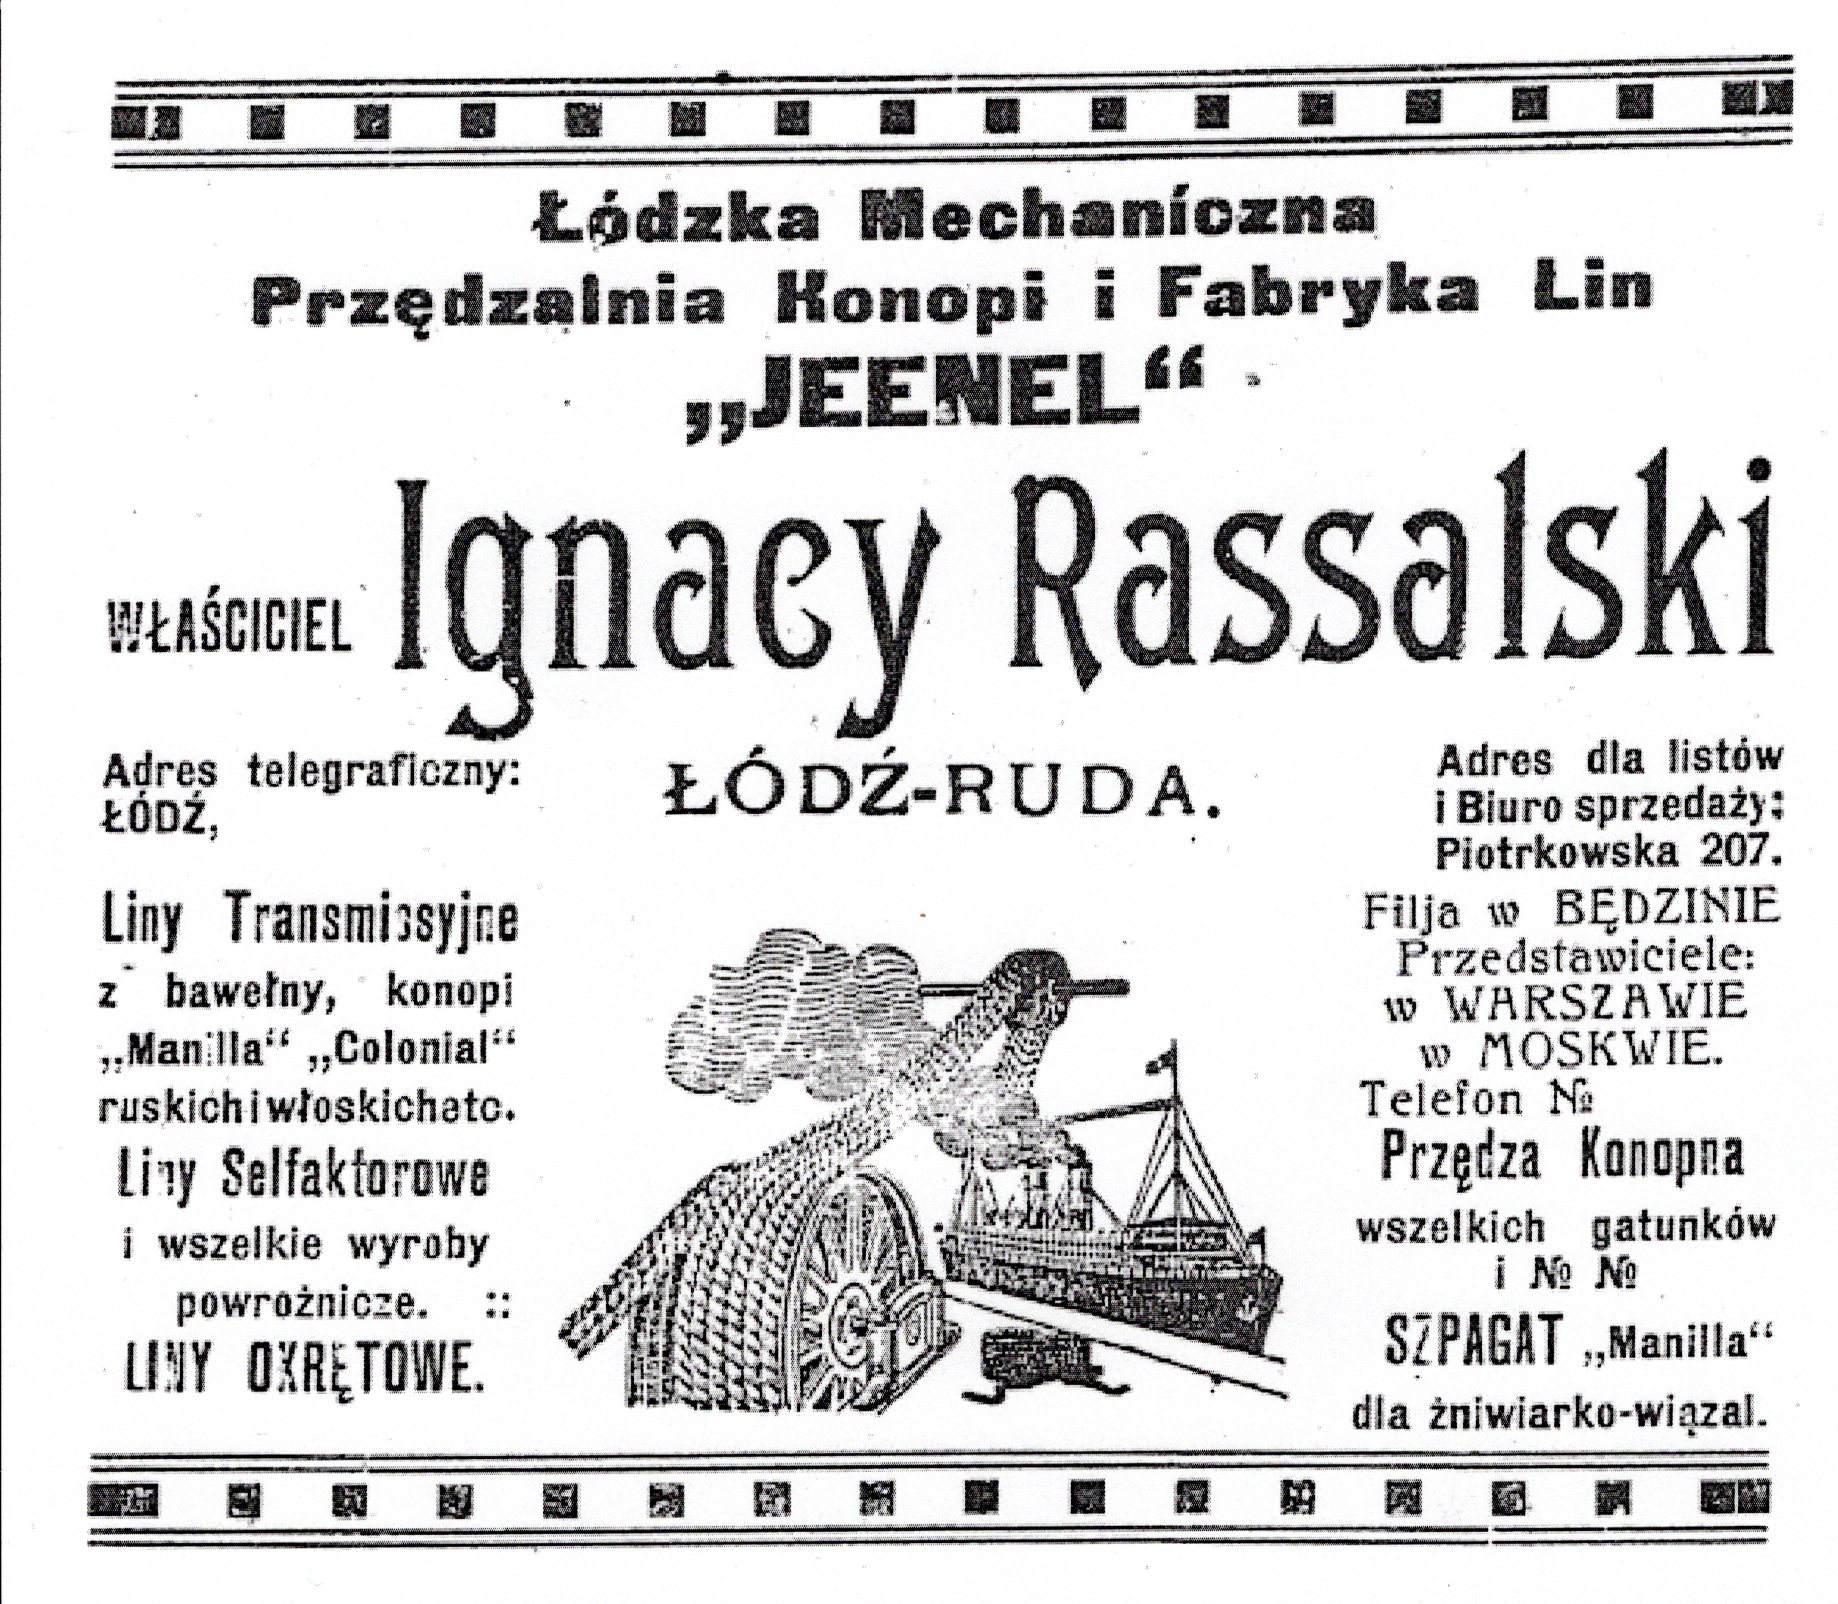 Łódzka Mechaniczna
Przędzalnia Konopi i Fabryka Lin
„JEENEL“
WŁAŚCICIEL Ignacy Rassalski
Adres telegraficzny:
ŁÓDŹ,
ŁÓDŹ-RUDA.
Adres dla listów
i Biuro sprzedaży:
Piotrkowska 207.
Liny Transmissyjne
z bawełny, konopi
„Manilla“ „Colonial“
ruskich i włoskich etc.
Liny Selfaktorowe
i wszelkie wyroby
powroźnicze. ::
LINY OKRĘTOWE.
Filja w BĘDZINIE
Przedstawiciele:
w WARSZAWIE
w MOSKWIE.
Telefon №
Przędza Konopna
wszelkich gatunków
i № №
SZPAGAT „Manilla“
dla żniwiarko-wiązal.